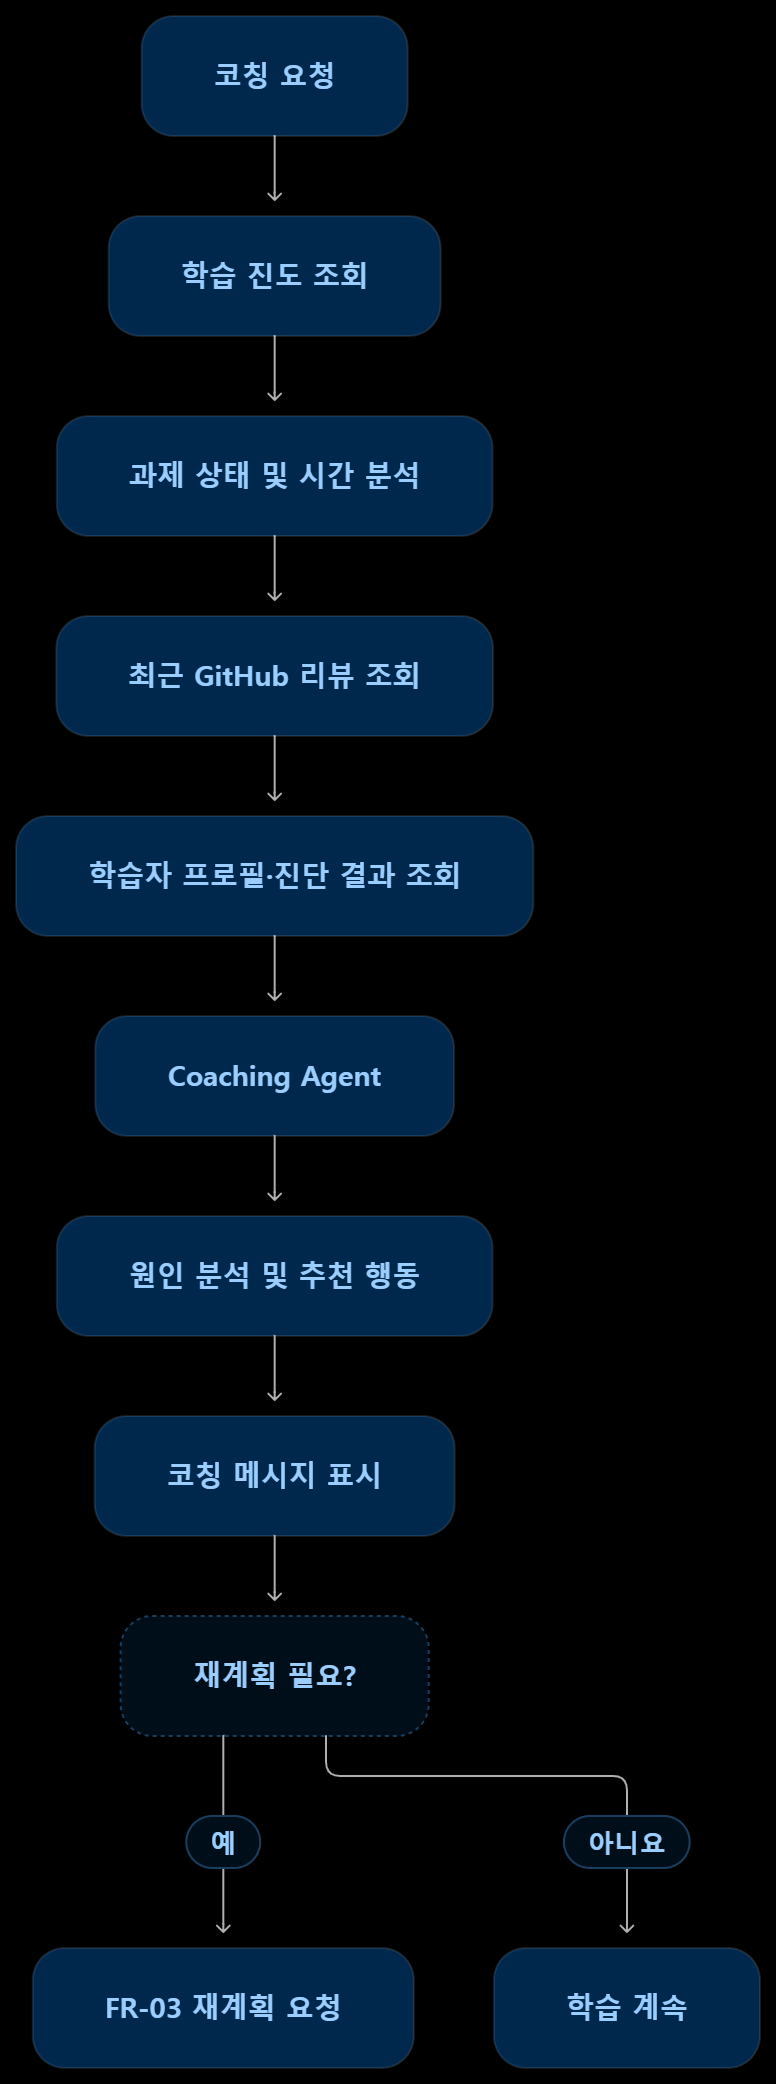 코칭 요청
학습 진도 조회
과제 상태 및 시간 분석
최근 GitHub 리뷰 조회
학습자 프로필·진단 결과 조회
Coaching Agent
원인 분석 및 추천 행동
코칭 메시지 표시
재계획 필요?
예
아니요
FR-03 재계획 요청
학습 계속